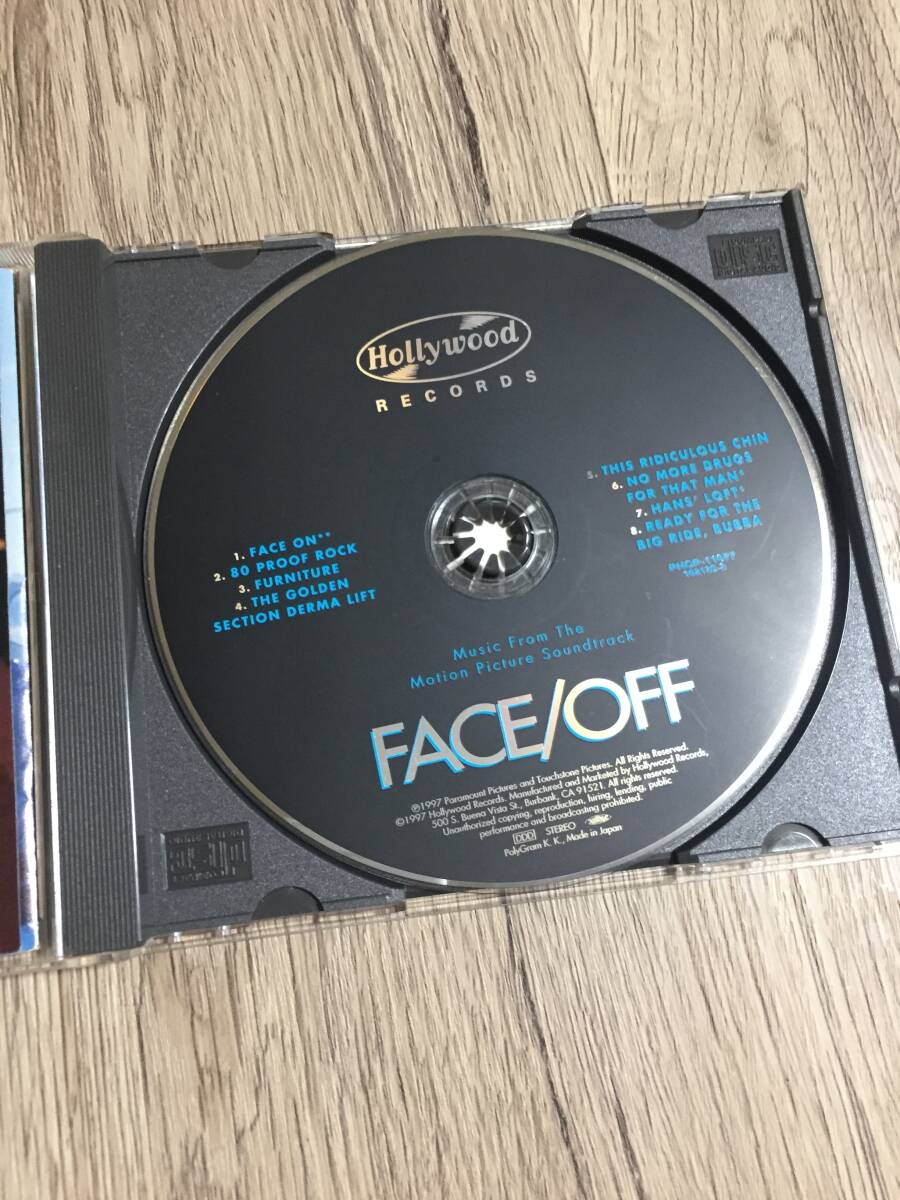 Hollywood
RECORDS
1. FACE ON**
2. 80 PROOF ROCK
3. FURNITURE
4. THE GOLDEN
SECTION DERMA LIFT
5. THIS RIDICULOUS CHIN
6. NO MORE DRUGS
FOR THAT MAN*
7. HANS' LOFT*
8. READY FOR THE
BIG RIDE, BUBBA
Music From The
Motion Picture Soundtrack
FACE/OFF
℗1997 Paramount Pictures and Touchstone Pictures. All Rights Reserved.
©1997 Hollywood Records. Manufactured and Marketed by Hollywood Records,
500 S. Buena Vista St., Burbank, CA 91521. All rights reserved.
Unauthorized copying, reproduction, hiring, lending, public
performance and broadcasting prohibited.
DDD STEREO
PolyGram K. K., Made in Japan